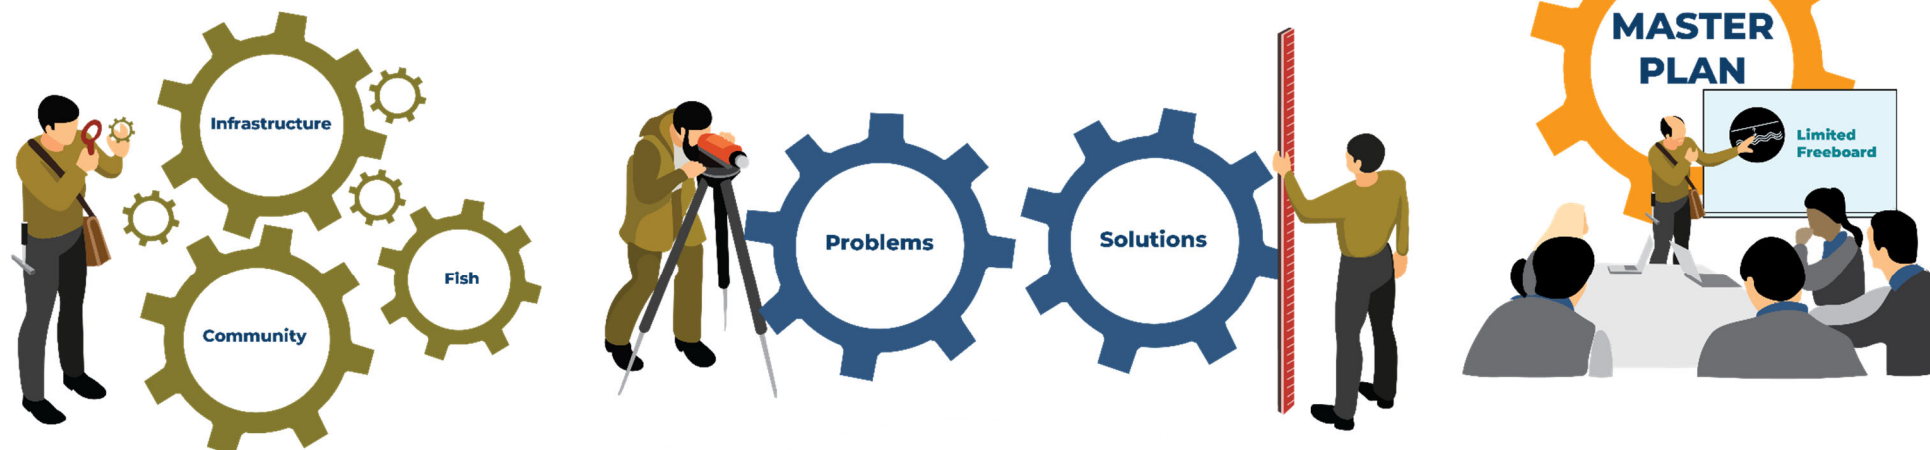 Infrastructure
Fish
Community
Problems
Solutions
MASTER
PLAN
Limited
Freeboard